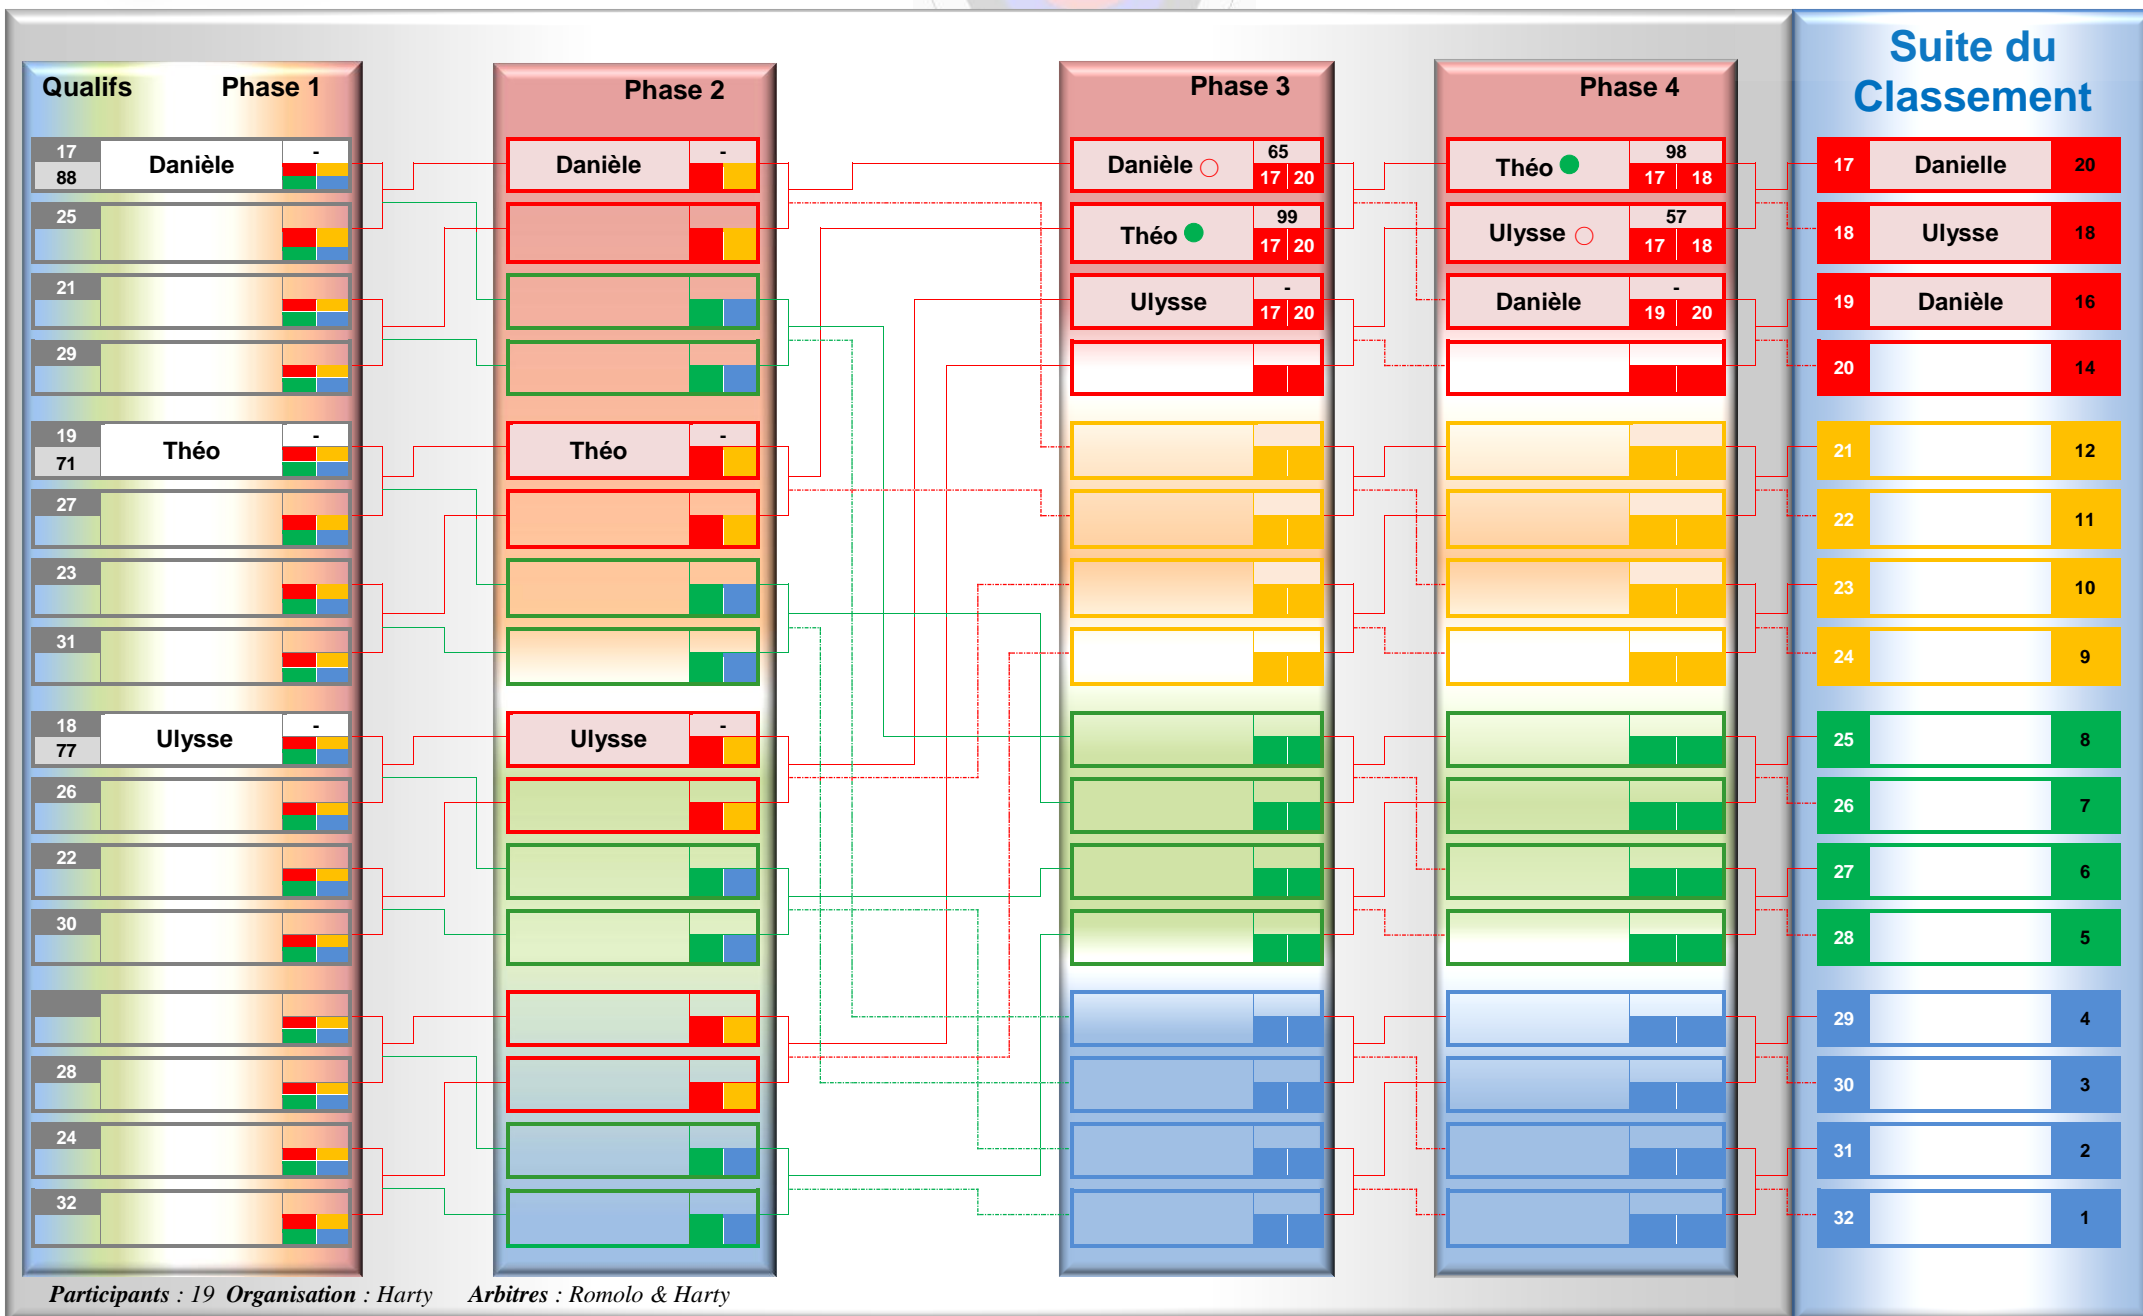 Suite du
Classement
Qualifs Phase 1
Phase 2
Phase 3
Phase 4
17 Danièle -
88
Danièle -
Danièle 65
17 20
Théo 98
17 18
17 Danielle 20
25
Théo 99
17 20
Ulysse 57
17 18
18 Ulysse 18
21
Ulysse -
17 20
Danièle -
19 20
19 Danièle 16
29
20 14
19 Théo -
71
Théo -
21 12
27
22 11
23
23 10
31
24 9
18 Ulysse -
77
Ulysse -
25 8
26
26 7
22
27 6
30
28 5
29 4
28
30 3
24
31 2
32
32 1
Participants : 19 Organisation : Harty Arbitres : Romolo & Harty